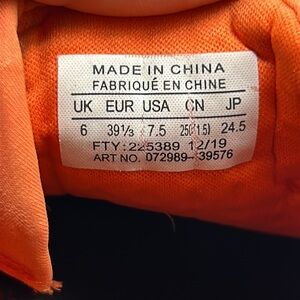 MADE IN CHINA
FABRIQUÉ EN CHINE
UK EUR USA CN JP
6 39⅓ 7.5 250(1.5) 24.5
FTY:225389 12/19
ART NO. 072989-39576